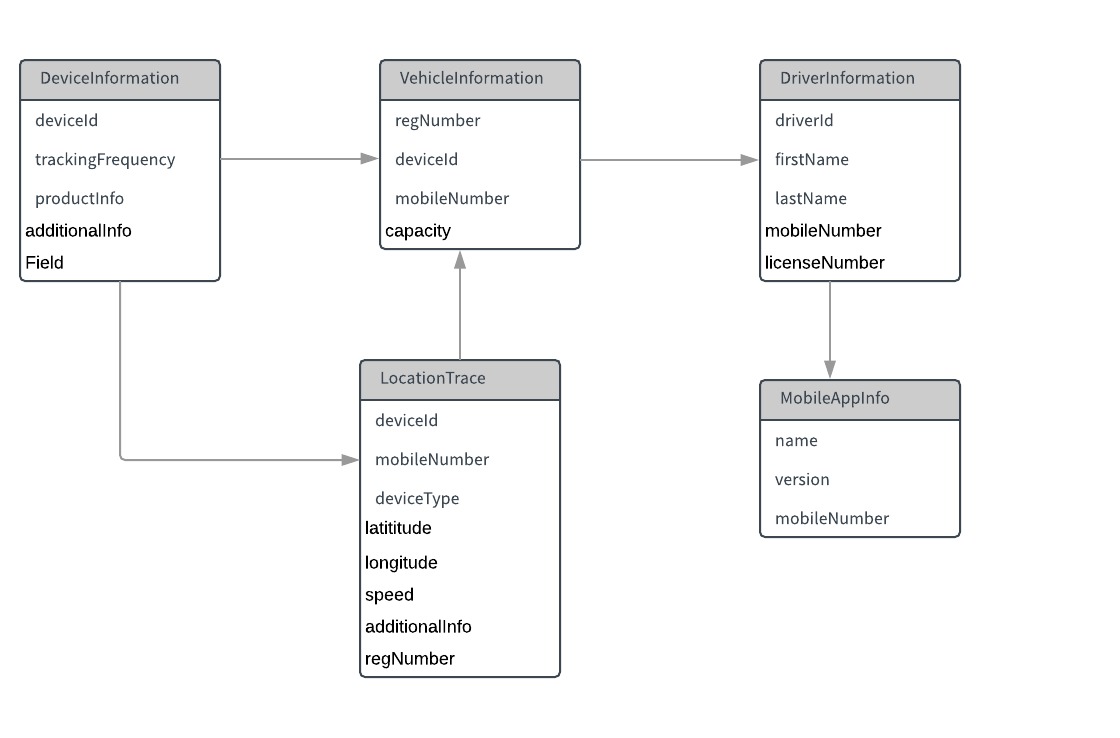 DeviceInformation
deviceId
trackingFrequency
productInfo
additionalInfo
Field
VehicleInformation
regNumber
deviceId
mobileNumber
capacity
DriverInformation
driverId
firstName
lastName
mobileNumber
licenseNumber
LocationTrace
deviceId
mobileNumber
deviceType
latititude
longitude
speed
additionalInfo
regNumber
MobileAppInfo
name
version
mobileNumber